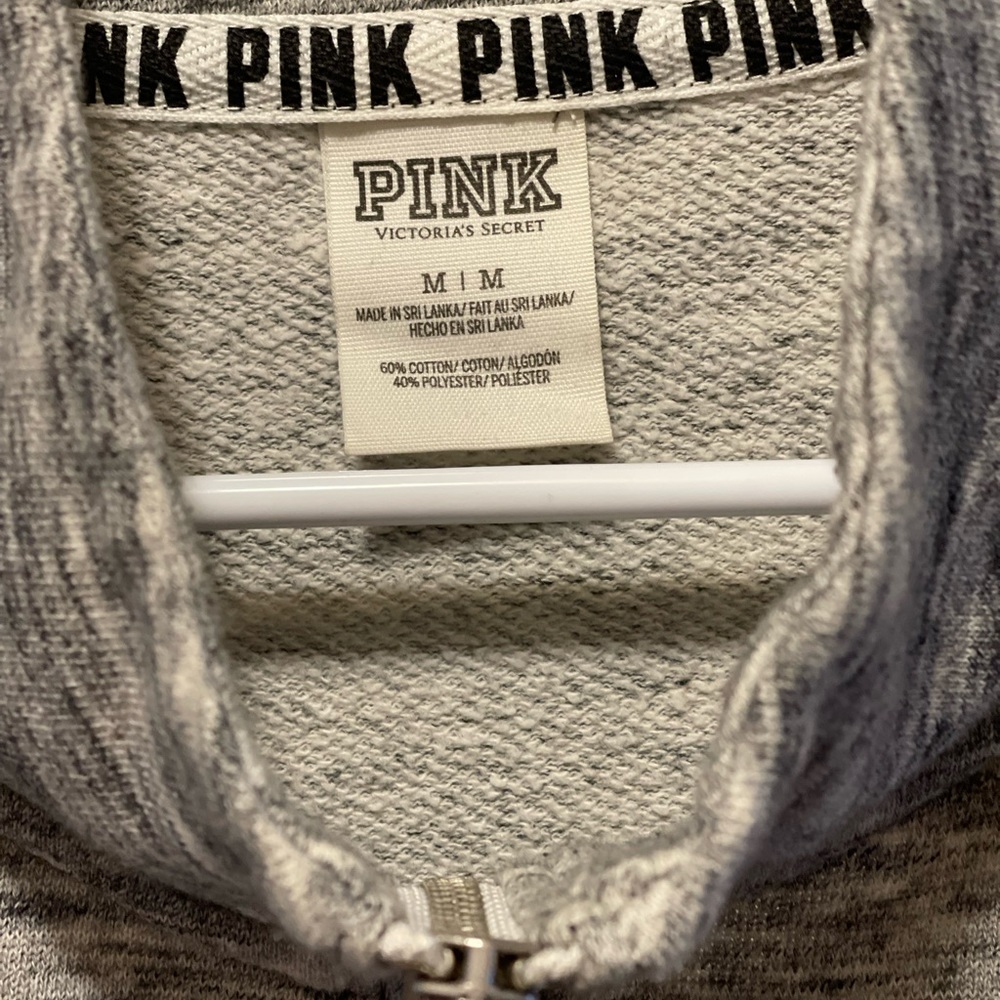 NK PINK PINK PINK
PINK
VICTORIA'S SECRET
M | M
MADE IN SRI LANKA/ FAIT AU SRI LANKA/
HECHO EN SRI LANKA
60% COTTON/ COTON/ ALGODÓN
40% POLYESTER/ POLIÉSTER